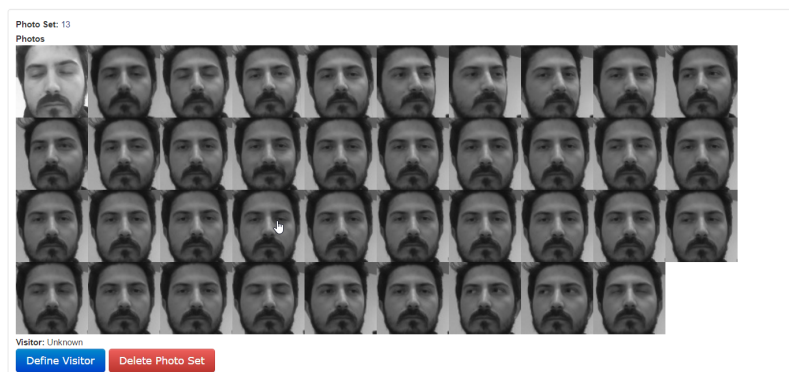 Photo Set: 13
Photos
Visitor: Unknown
Define Visitor Delete Photo Set